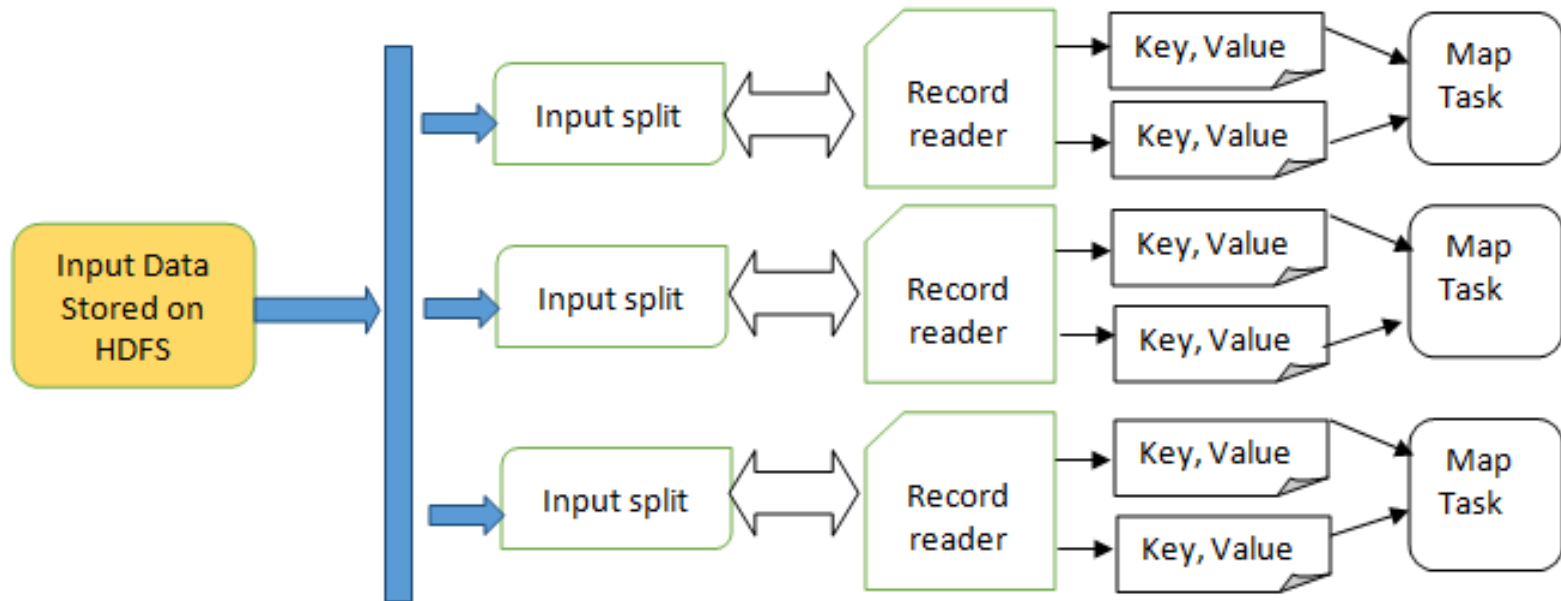 Input Data
Stored on
HDFS
Input split
Record
reader
Key, Value
Key, Value
Map
Task
Input split
Record
reader
Key, Value
Key, Value
Map
Task
Input split
Record
reader
Key, Value
Key, Value
Map
Task